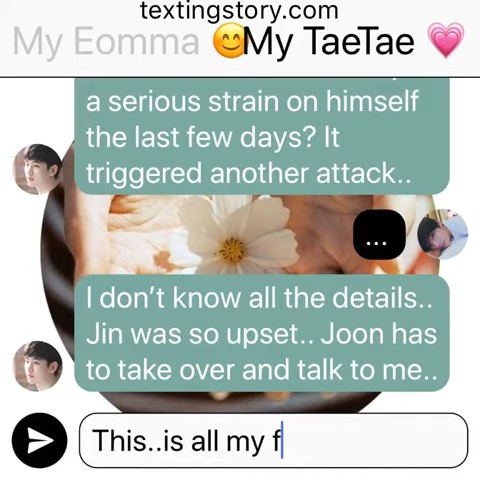 textingstory.com
My Eomma 😊My TaeTae 💗
a serious strain on himself
the last few days? It
triggered another attack..
...
I don’t know all the details..
Jin was so upset.. Joon has
to take over and talk to me..
This..is all my f